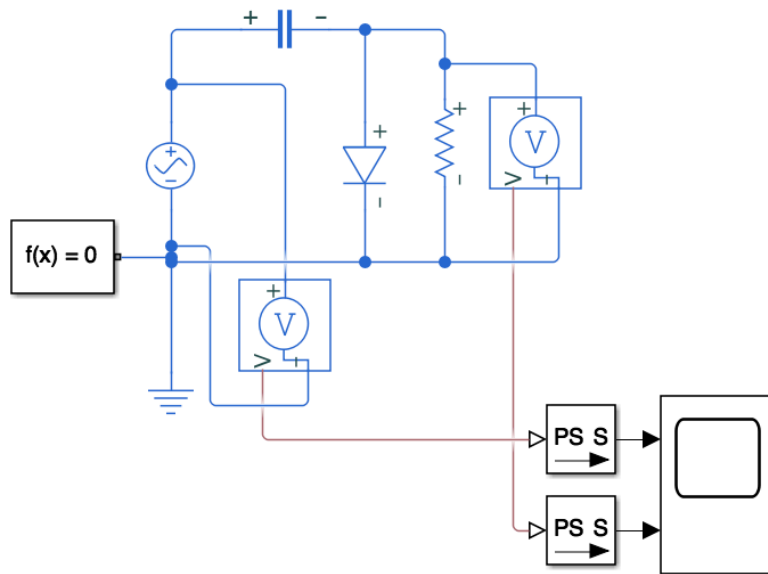 + −
+
−
+
−
+
−
+
V
V
+
f(x) = 0
+
V
V
+
PS S
PS S